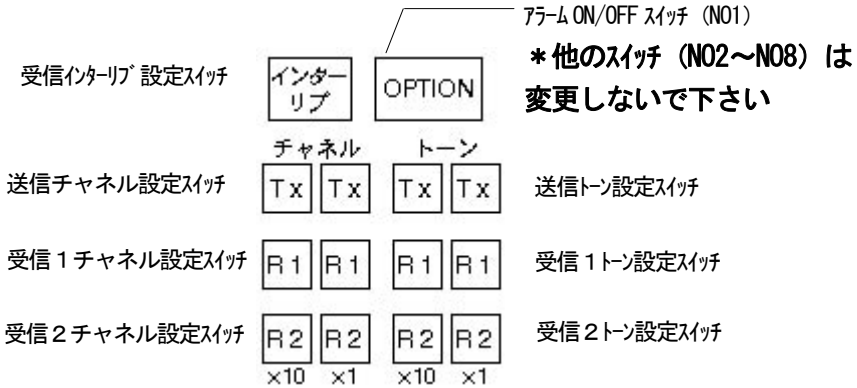 ｱﾗｰﾑ ON/OFF ｽｲｯﾁ（NO1）
＊他のｽｲｯﾁ（NO2～NO8）は
変更しないで下さい
受信ｲﾝﾀｰﾘﾌﾞ設定ｽｲｯﾁ
インター
リブ
OPTION
チャネル トーン
送信チャネル設定ｽｲｯﾁ Tx Tx Tx Tx 送信ﾄｰﾝ設定ｽｲｯﾁ
受信１チャネル設定ｽｲｯﾁ R1 R1 R1 R1 受信１ﾄｰﾝ設定ｽｲｯﾁ
受信２チャネル設定ｽｲｯﾁ R2 R2 R2 R2 受信２ﾄｰﾝ設定ｽｲｯﾁ
×10 ×1 ×10 ×1